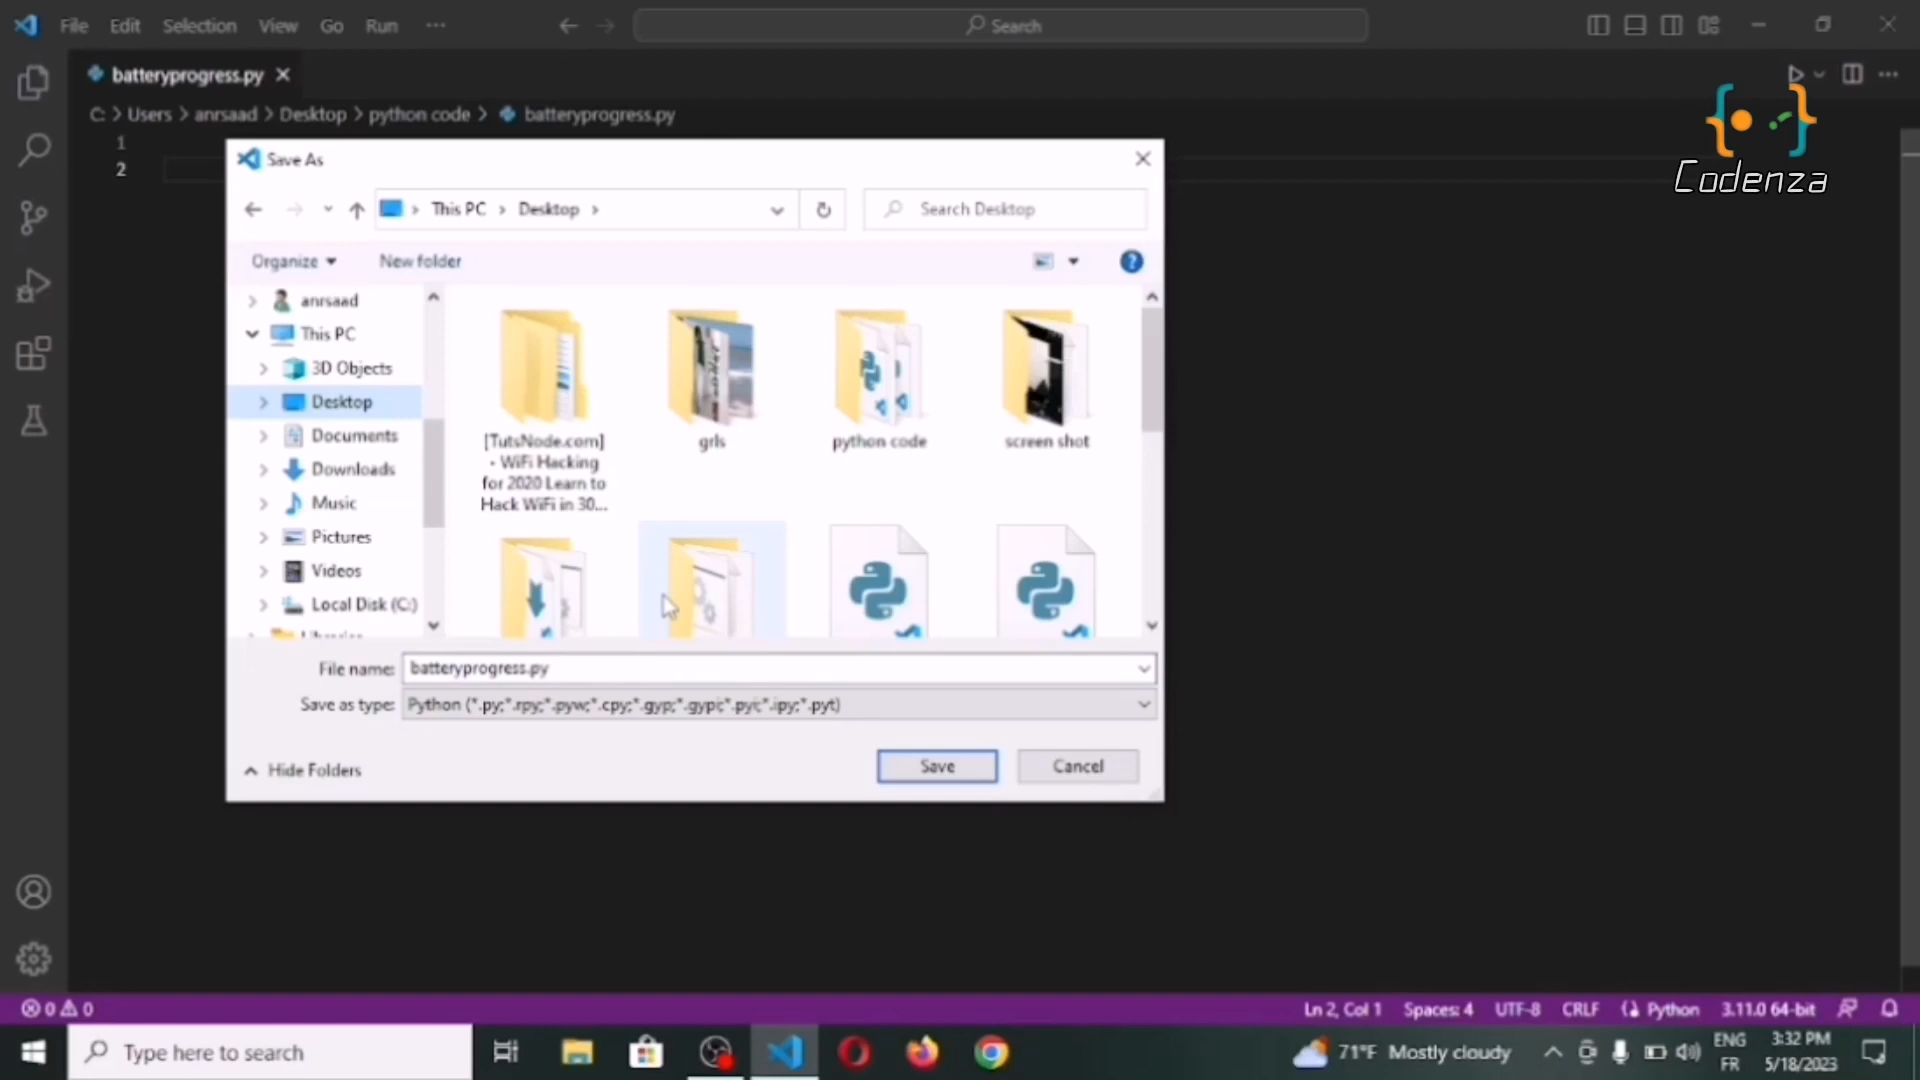 File Edit Selection View Go Run ...
Search
batteryprogress.py
C: > Users > anrsaad > Desktop > python code > batteryprogress.py
1
2
Codenza
Save As
This PC > Desktop >
Search Desktop
Organize
New folder
anrsaad
This PC
3D Objects
Desktop
Documents
Downloads
Music
Pictures
Videos
Local Disk (C:)
[TutsNode.com]
- WiFi Hacking
for 2020 Learn to
Hack WiFi in 30...
grls
python code
screen shot
File name: batteryprogress.py
Save as type: Python (*.py;*.rpy;*.pyw;*.cpy;*.gyp;*.gypi;*.pyi;*.ipy;*.pyt)
Hide Folders
Save
Cancel
0 0
Ln 2, Col 1 Spaces: 4 UTF-8 CRLF Python 3.11.0 64-bit
Type here to search
71°F Mostly cloudy
ENG
FR
3:32 PM
5/18/2023